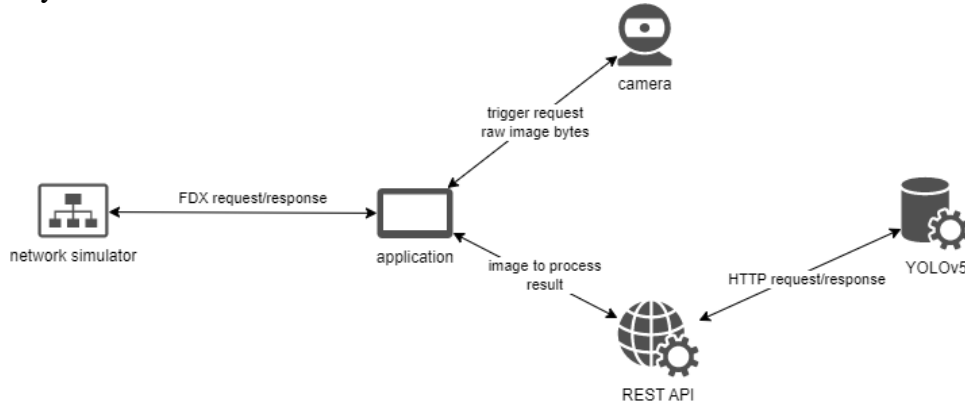 camera
trigger request
raw image bytes
FDX request/response
network simulator
application
image to process
result
HTTP request/response
YOLOv5
REST API